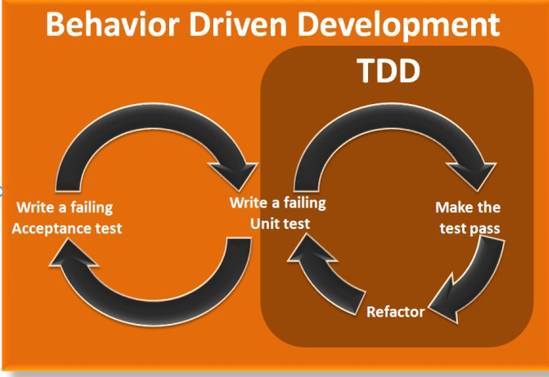 Behavior Driven Development
TDD
Write a failing
Acceptance test
Write a failing
Unit test
Make the
test pass
Refactor